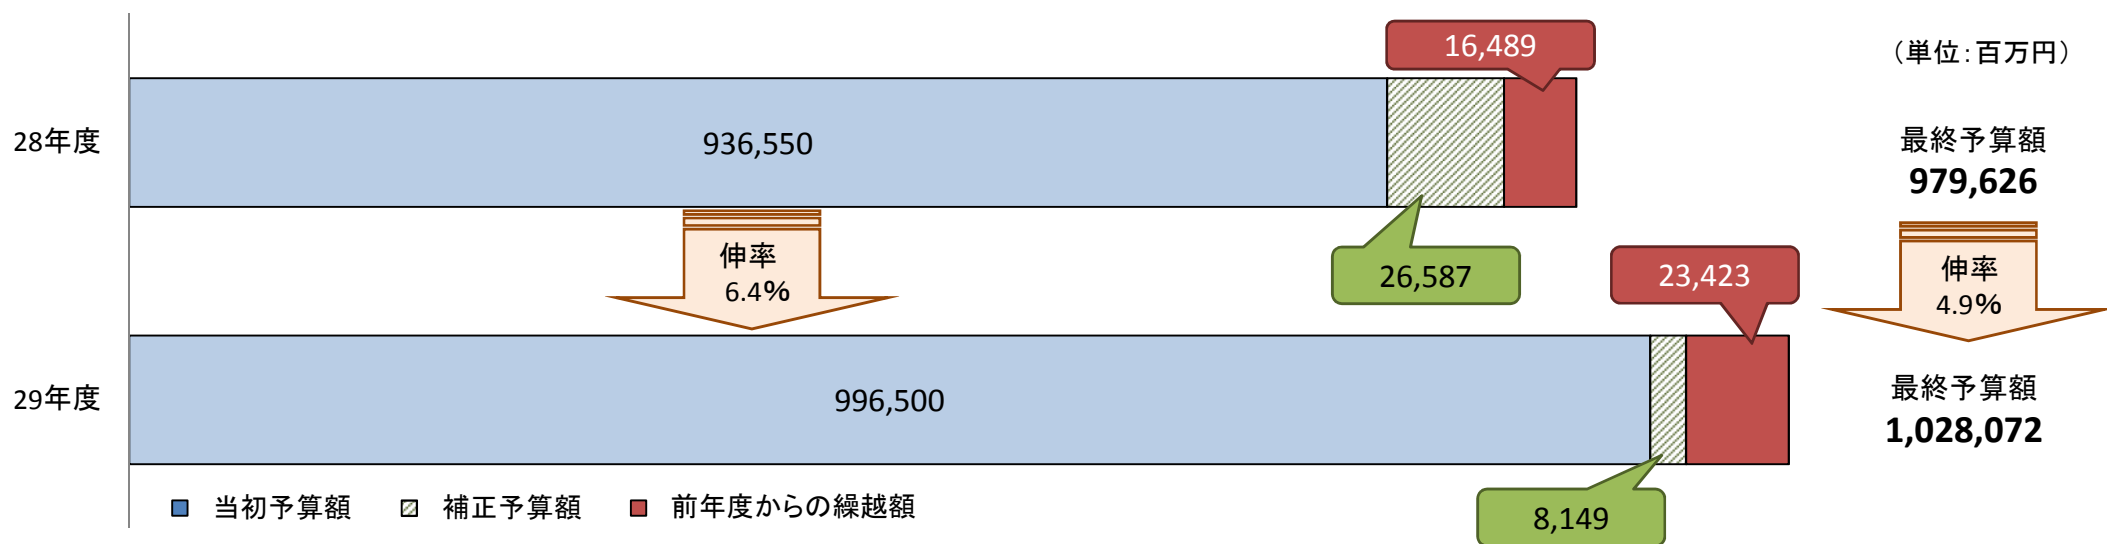 16,489
（単位：百万円）
28年度
936,550
最終予算額
979,626
伸率
6.4%
26,587
23,423
伸率
4.9%
29年度
996,500
最終予算額
1,028,072
当初予算額
補正予算額
前年度からの繰越額
8,149